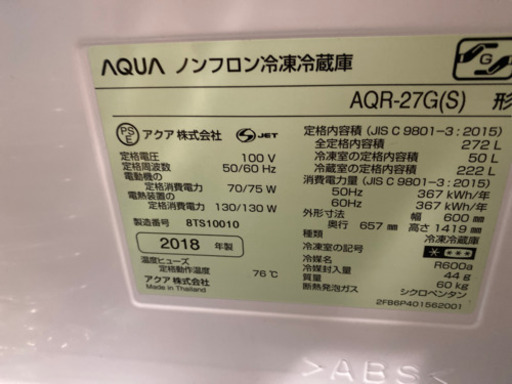 AQUA ノンフロン冷凍冷蔵庫
G
AQR-27G(S) 形
PS E アクア 株式会社 S JET
定格電圧 100 V
定格周波数 50/60 Hz
電動機の
定格消費電力 70/75 W
電熱装置の
定格消費電力 130/130 W
製造番号 8TS10010
2018 年製
温度ヒューズ
定格動作温度 76℃
アクア 株式会社
Made in Thailand
定格内容積 (JIS C 9801-3 : 2015)
全定格内容積 272 L
冷凍室の定格内容積 50 L
冷蔵室の定格内容積 222 L
消費電力量 (JIS C 9801-3 : 2015)
50Hz 367 kWh/年
60Hz 367 kWh/年
外形寸法 幅 600 mm
奥行 657 mm 高さ 1419 mm
種類 冷凍冷蔵庫
冷凍室の記号
冷媒名 R600a
冷媒封入量 44 g
質量 60 kg
断熱発泡ガス シクロペンタン
2FB6P401562001
>ABS<